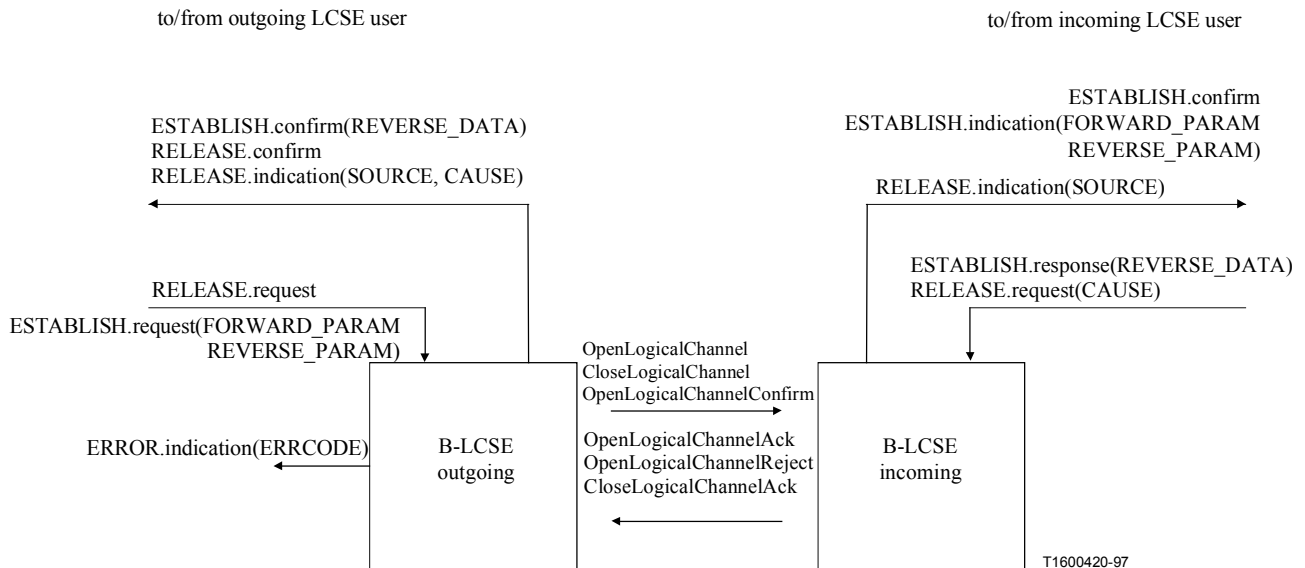 to/from outgoing LCSE user
to/from incoming LCSE user
ESTABLISH.confirm(REVERSE_DATA)
RELEASE.confirm
RELEASE.indication(SOURCE, CAUSE)
ESTABLISH.confirm
ESTABLISH.indication(FORWARD_PARAM
REVERSE_PARAM)
RELEASE.indication(SOURCE)
RELEASE.request
ESTABLISH.request(FORWARD_PARAM
REVERSE_PARAM)
ESTABLISH.response(REVERSE_DATA)
RELEASE.request(CAUSE)
OpenLogicalChannel
CloseLogicalChannel
OpenLogicalChannelConfirm
ERROR.indication(ERRCODE)
B-LCSE
outgoing
OpenLogicalChannelAck
OpenLogicalChannelReject
CloseLogicalChannelAck
B-LCSE
incoming
T1600420-97